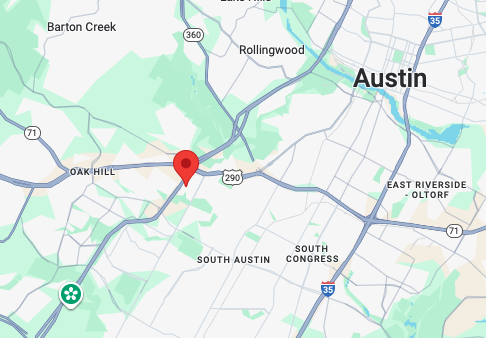 Barton Creek
360
35
Rollingwood
Austin
71
OAK HILL
290
EAST RIVERSIDE
- OLTORF
71
SOUTH AUSTIN
SOUTH
CONGRESS
35